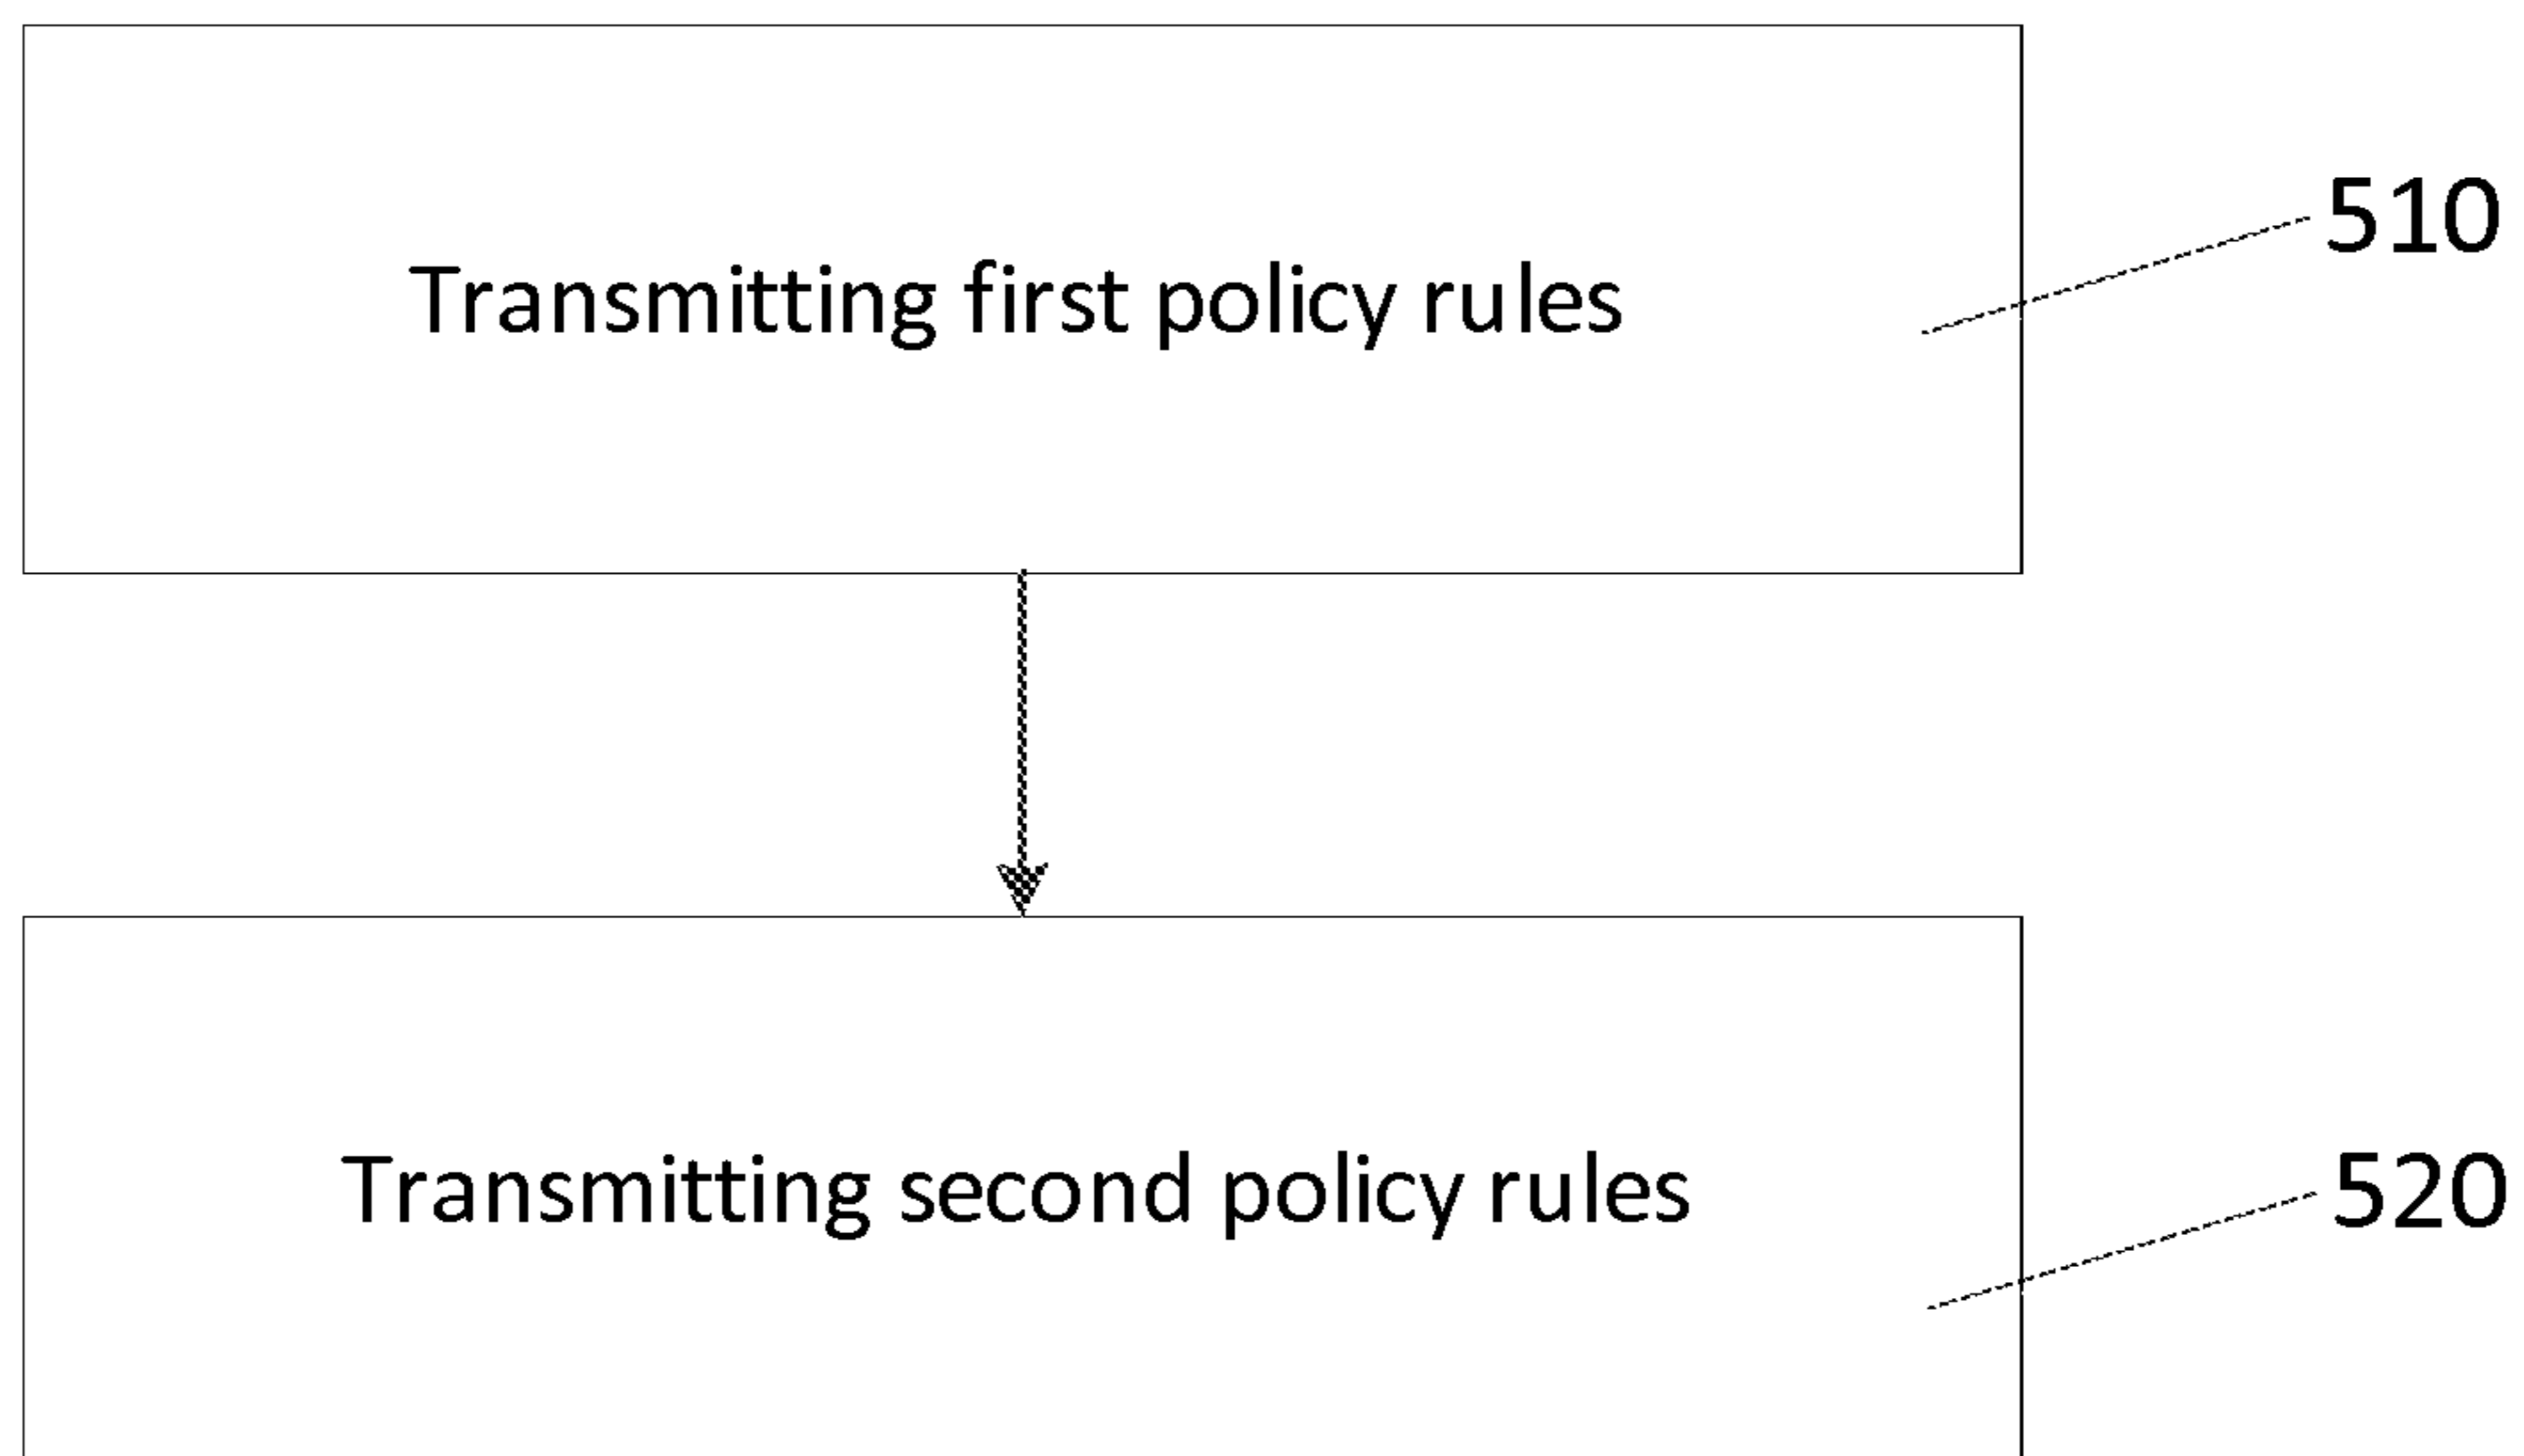 Transmitting first policy rules
510
Transmitting second policy rules
520